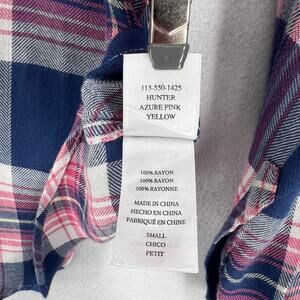 113-550-1425
HUNTER
AZURE PINK
YELLOW
100% RAYON
100% RAYON
100% RAYONNE
MADE IN CHINA
HECHO EN CHINA
FABRIQUÉ EN CHINE
SMALL
CHICO
PETIT